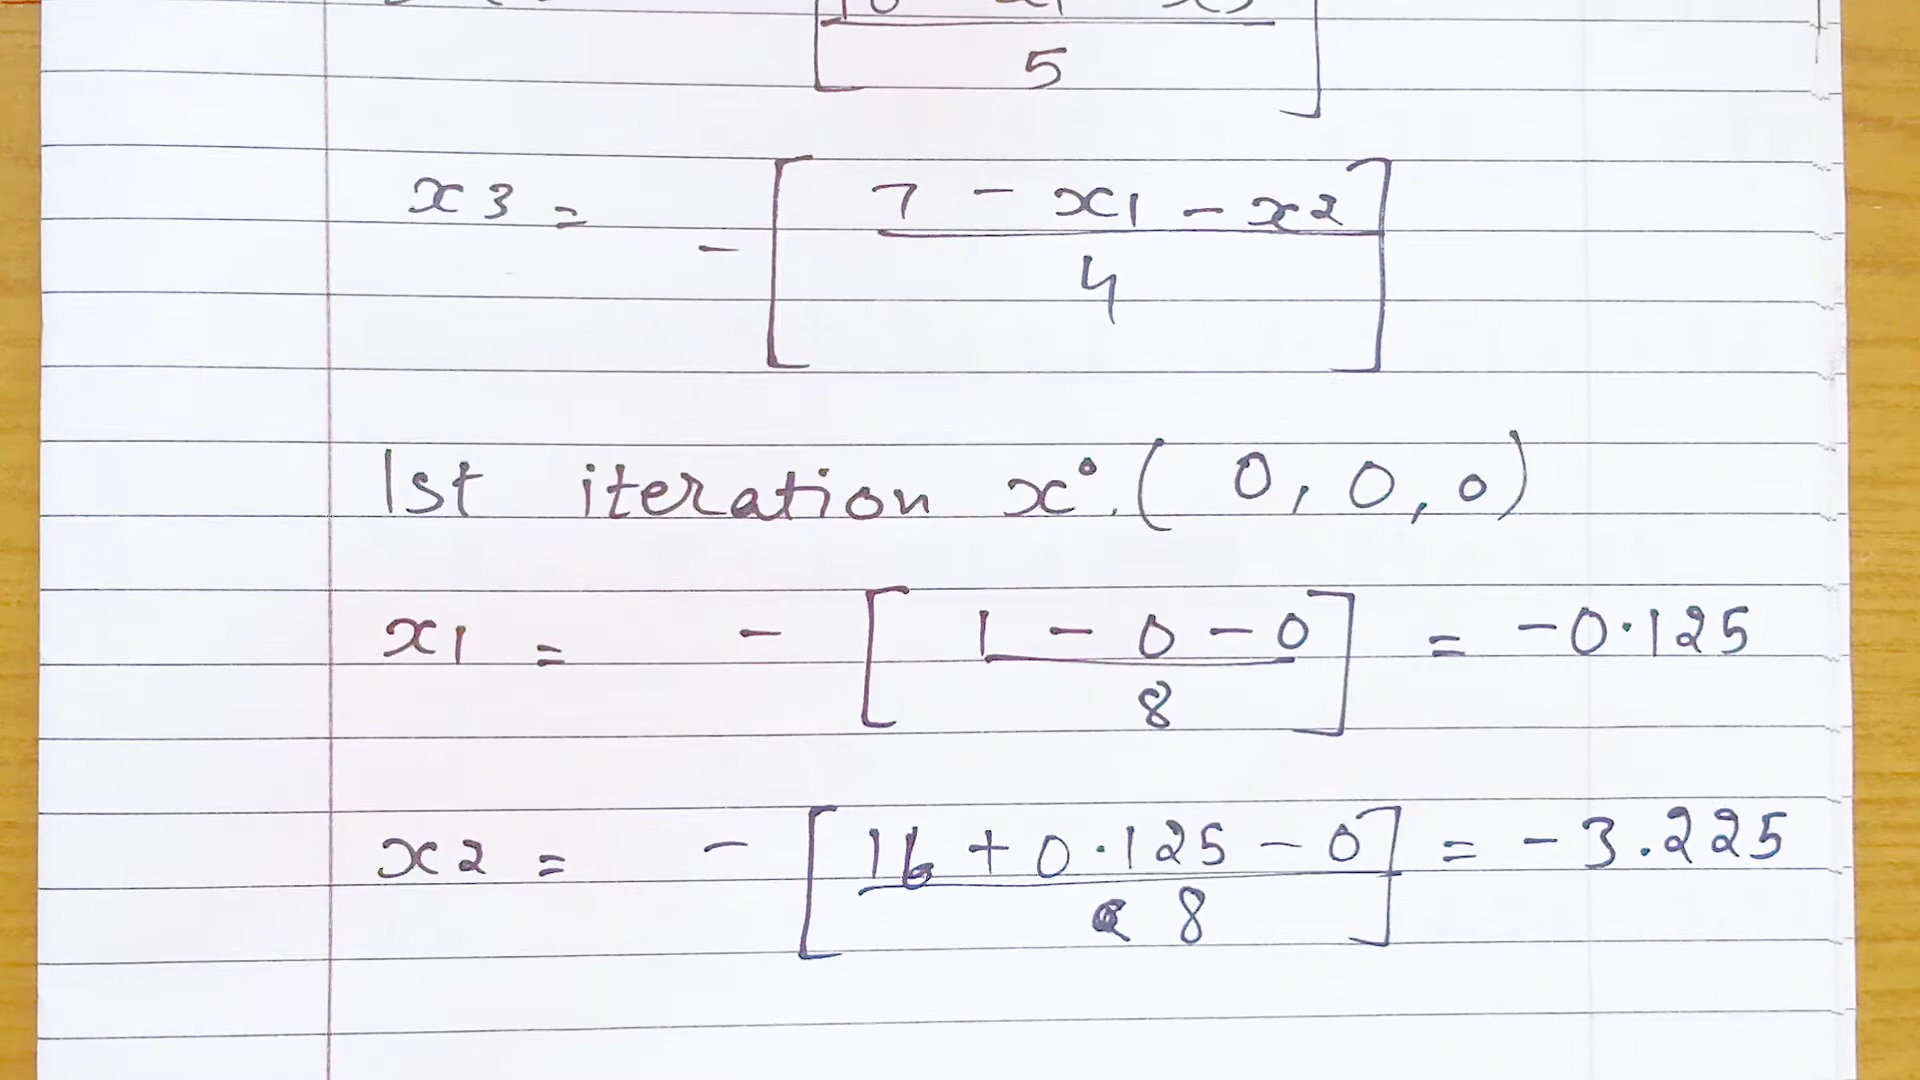 5
x3 = - [ 7 - x1 - x2 / 4 ]
1st iteration x°. ( 0, 0, 0 )
x1 = - [ 1 - 0 - 0 / 8 ] = -0.125
x2 = - [ 16 + 0.125 - 0 / 8 ] = -3.225